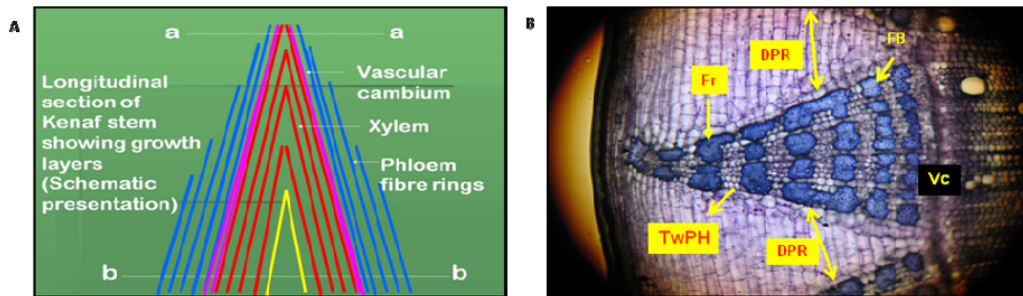 A
a
a
Longitudinal
section of
Kenaf stem
showing growth
layers
(Schematic
presentation)
Vascular
cambium
Xylem
Phloem
fibre rings
b
b
B
DPR
FB
Fr
Vc
TwPH
DPR